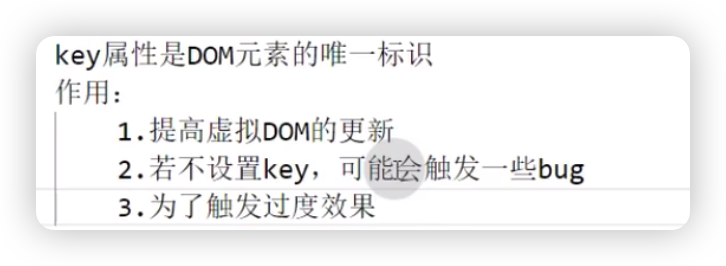 key属性是DOM元素的唯一标识
作用：
1.提高虚拟DOM的更新
2.若不设置key，可能会触发一些bug
3.为了触发过度效果